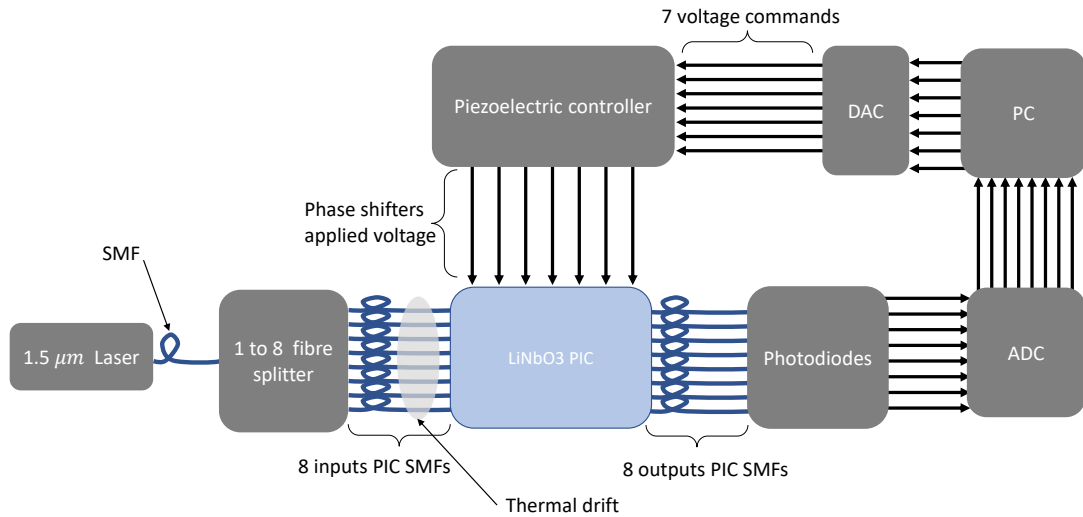 7 voltage commands
Piezoelectric controller
DAC
PC
Phase shifters
applied voltage
SMF
1.5 𝜇𝑚 Laser
1 to 8 fibre
splitter
LiNbO3 PIC
Photodiodes
ADC
8 inputs PIC SMFs
8 outputs PIC SMFs
Thermal drift